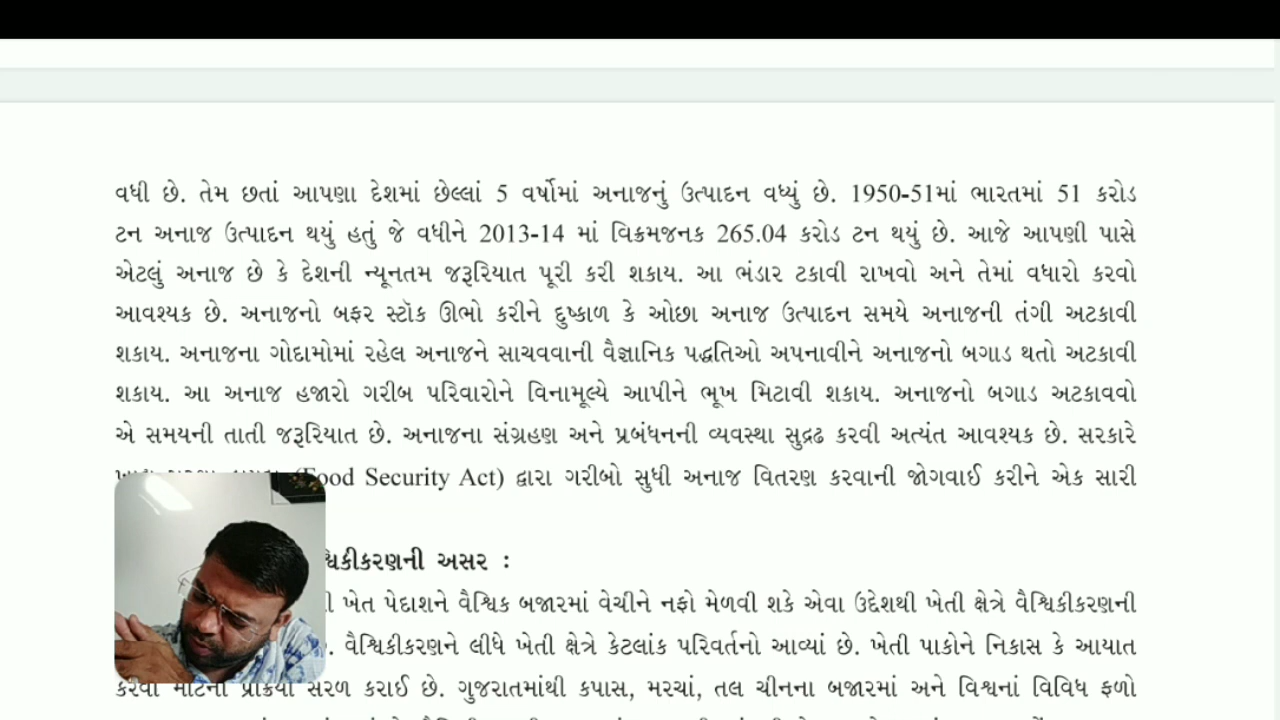 વધી છે. તેમ છતાં આપણા દેશમાં છેલ્લાં 5 વર્ષોમાં અનાજનું ઉત્પાદન વધ્યું છે. 1950-51માં ભારતમાં 51 કરોડ
ટન અનાજ ઉત્પાદન થયું હતું જે વધીને 2013-14 માં વિક્રમજનક 265.04 કરોડ ટન થયું છે. આજે આપણી પાસે
એટલું અનાજ છે કે દેશની ન્યૂનતમ જરૂરિયાત પૂરી કરી શકાય. આ ભંડાર ટકાવી રાખવો અને તેમાં વધારો કરવો
આવશ્યક છે. અનાજનો બફર સ્ટૉક ઊભો કરીને દુષ્કાળ કે ઓછા અનાજ ઉત્પાદન સમયે અનાજની તંગી અટકાવી
શકાય. અનાજના ગોદામોમાં રહેલ અનાજને સાચવવાની વૈજ્ઞાનિક પદ્ધતિઓ અપનાવીને અનાજનો બગાડ થતો અટકાવી
શકાય. આ અનાજ હજારો ગરીબ પરિવારોને વિનામૂલ્યે આપીને ભૂખ મિટાવી શકાય. અનાજનો બગાડ અટકાવવો
એ સમયની તાતી જરૂરિયાત છે. અનાજના સંગ્રહણ અને પ્રબંધનની વ્યવસ્થા સુદ્રઢ કરવી અત્યંત આવશ્યક છે. સરકારે
Security Act) દ્વારા ગરીબો સુધી અનાજ વિતરણ કરવાની જોગવાઈ કરીને એક સારી
અસર :
ખેત પેદાશને વૈશ્વિક બજારમાં વેચીને નફો મેળવી શકે એવા ઉદ્દેશથી ખેતી ક્ષેત્રે વૈશ્વિકીકરણની
વૈશ્વિકીકરણને લીધે ખેતી ક્ષેત્રે કેટલાંક પરિવર્તનો આવ્યાં છે. ખેતી પાકોને નિકાસ કે આયાત
કરવા માટેની પ્રક્રિયા સરળ કરાઈ છે. ગુજરાતમાંથી કપાસ, મરચાં, તલ ચીનના બજારમાં અને વિશ્વનાં વિવિધ ફળો